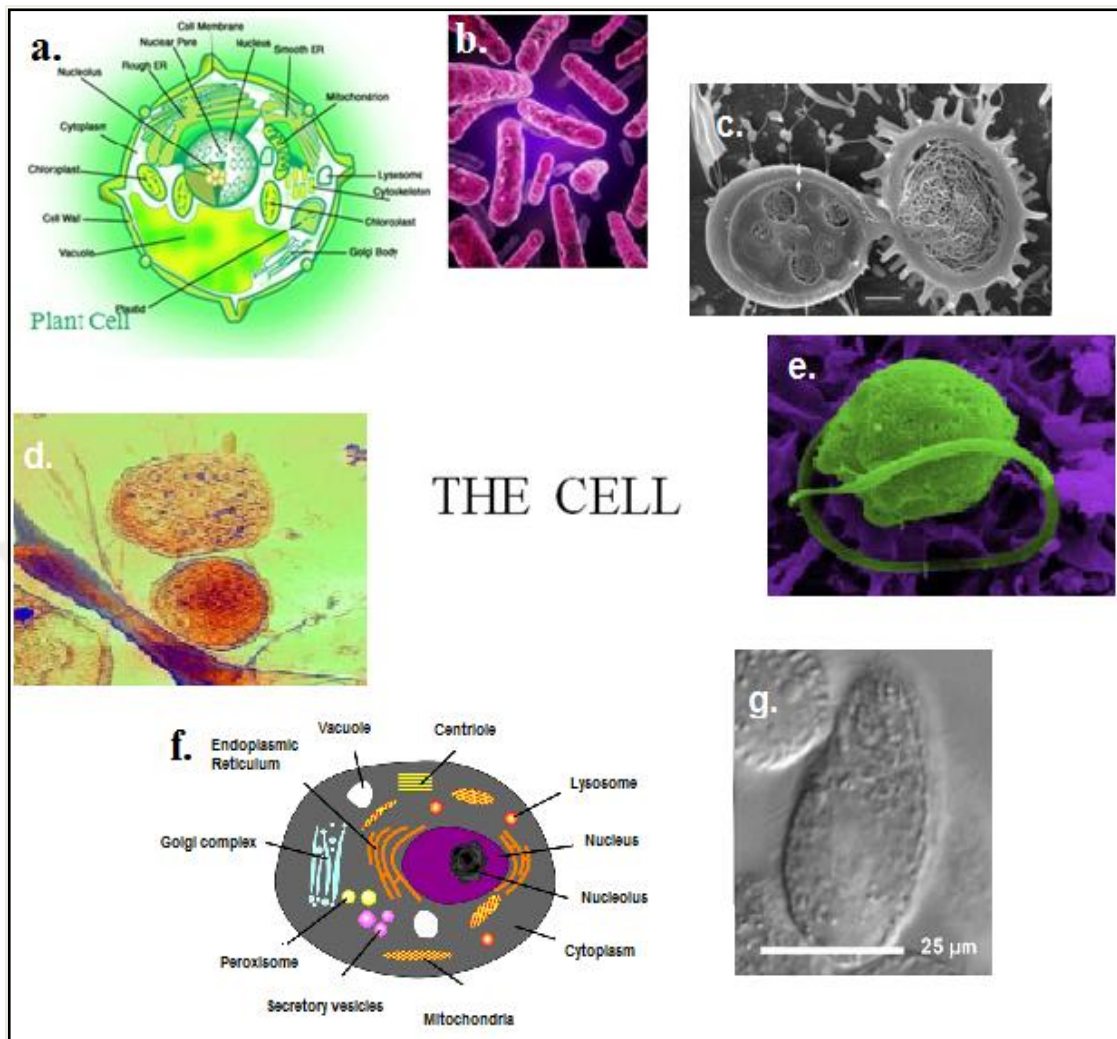 a.
Cell Membrane
Nuclear Pore
Nucleus
Smooth ER
Nucleolus
Rough ER
Mitochondrion
Cytoplasm
Lysosome
Cytoskeleton
Chloroplast
Chloroplast
Cell Wall
Vacuole
Golgi Body
Plastid
Plant Cell
b.
c.
d.
THE CELL
e.
f.
Vacuole
Centriole
Endoplasmic
Reticulum
Lysosome
Golgi complex
Nucleus
Nucleolus
Cytoplasm
Peroxisome
Secretory vesicles
Mitochondria
g.
25 µm